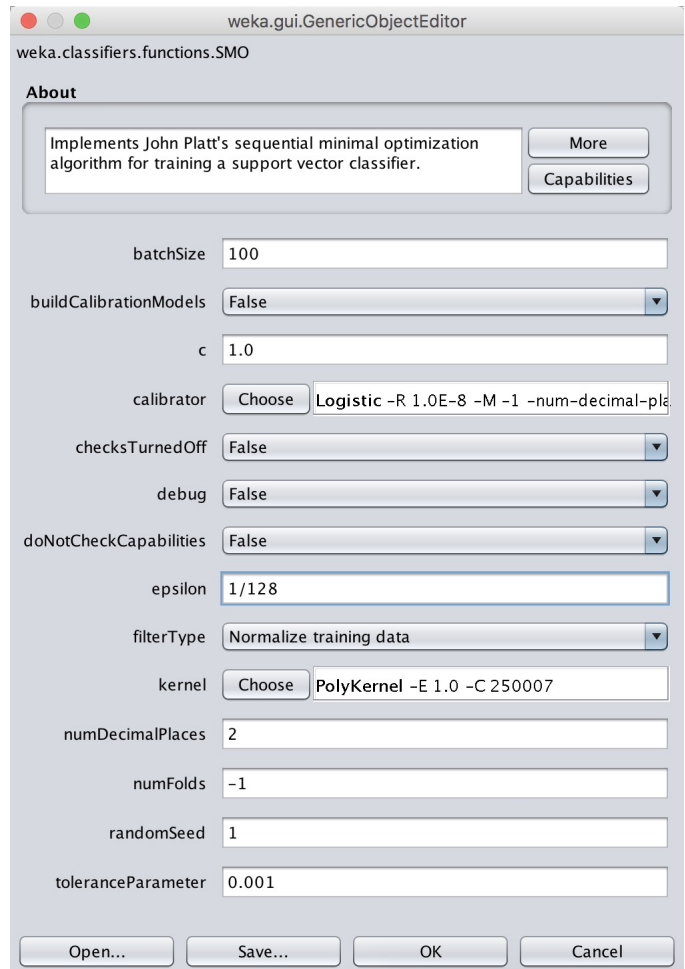 weka.gui.GenericObjectEditor
weka.classifiers.functions.SMO
About
Implements John Platt's sequential minimal optimization
algorithm for training a support vector classifier.
More
Capabilities
batchSize 100
buildCalibrationModels False
c 1.0
calibrator Choose Logistic -R 1.0E-8 -M -1 -num-decimal-pla
checksTurnedOff False
debug False
doNotCheckCapabilities False
epsilon 1/128
filterType Normalize training data
kernel Choose PolyKernel -E 1.0 -C 250007
numDecimalPlaces 2
numFolds -1
randomSeed 1
toleranceParameter 0.001
Open... Save... OK Cancel